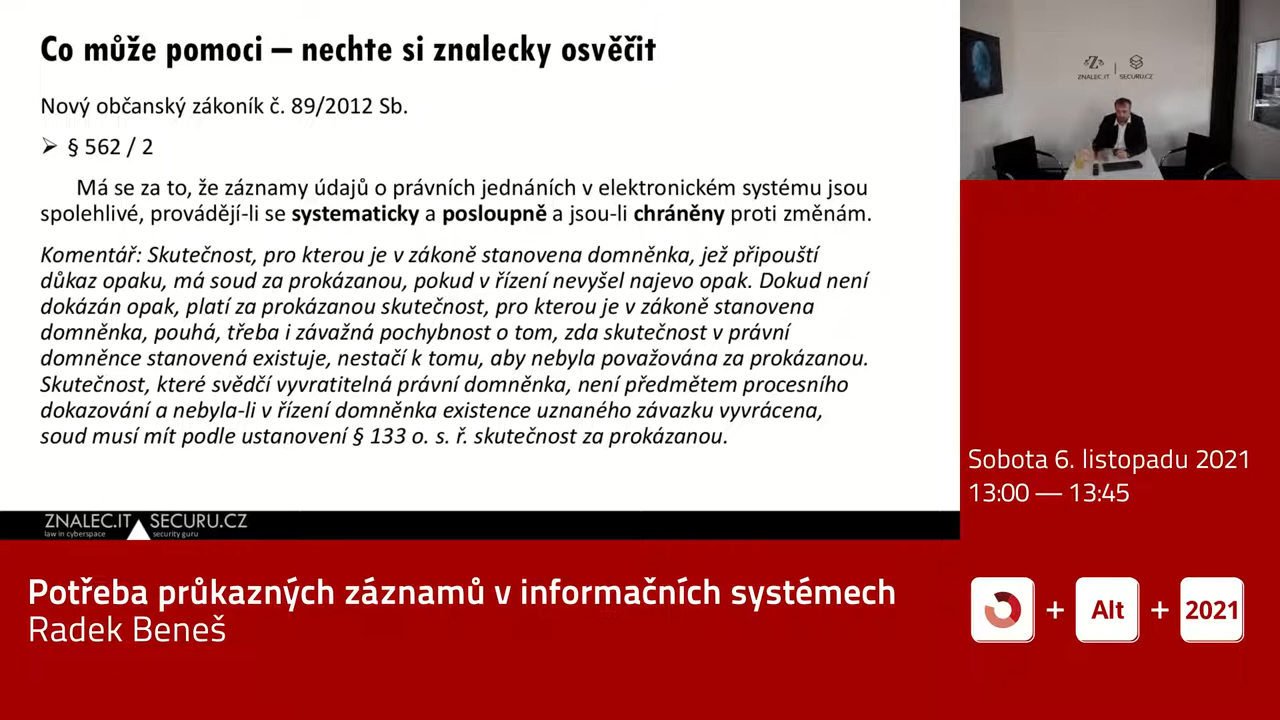 Co může pomoci – nechte si znalecky osvěčit
Nový občanský zákoník č. 89/2012 Sb.
➢ § 562 / 2
Má se za to, že záznamy údajů o právních jednáních v elektronickém systému jsou
spolehlivé, provádějí-li se systematicky a posloupně a jsou-li chráněny proti změnám.
Komentář: Skutečnost, pro kterou je v zákoně stanovena domněnka, jež připouští
důkaz opaku, má soud za prokázanou, pokud v řízení nevyšel najevo opak. Dokud není
dokázán opak, platí za prokázanou skutečnost, pro kterou je v zákoně stanovena
domněnka, pouhá, třeba i závažná pochybnost o tom, zda skutečnost v právní
domněnce stanovená existuje, nestačí k tomu, aby nebyla považována za prokázanou.
Skutečnost, které svědčí vyvratitelná právní domněnka, není předmětem procesního
dokazování a nebyla-li v řízení domněnka existence uznaného závazku vyvrácena,
soud musí mít podle ustanovení § 133 o. s. ř. skutečnost za prokázanou.
ZNALEC.IT SECURU.CZ
law in cyberspace security guru
ZNALEC.IT SECURU.CZ
Sobota 6. listopadu 2021
13:00 — 13:45
Potřeba průkazných záznamů v informačních systémech
Radek Beneš
+ Alt + 2021